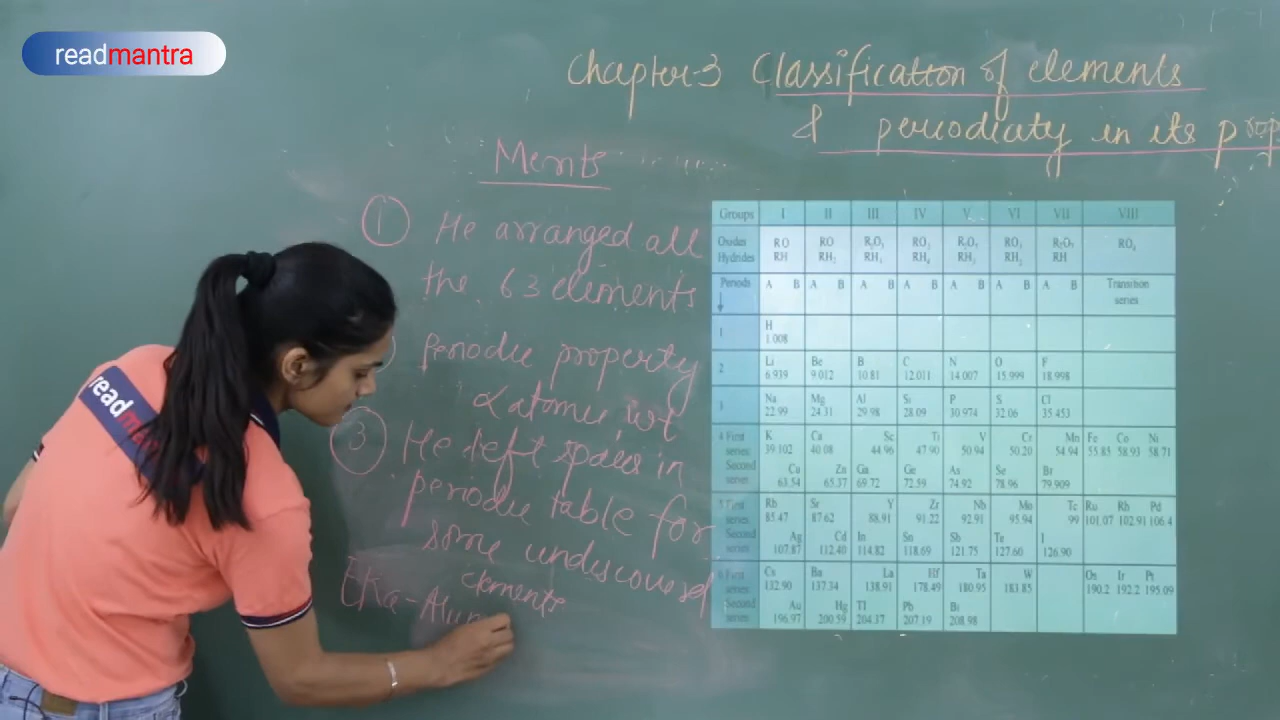 readmantra
Chapter-3 Classification of elements
& periodicaty in its prop
Merits
1 He arranged all
the 63 elements
Periodic property
α atomic wt
3 He left spaces in
periodic table for
some undiscovered
elements
Eka-Alum
readm
Groups I II III IV V VI VII VIII
Oxides RO RO R2O3 RO2 R2O5 RO3 R2O7 RO4
Hydrides RH RH2 RH3 RH4 RH3 RH2 RH
Periods A B A B A B A B A B A B A B Transition
series
1 H
1.008
2 Li Be B C N O F
6.939 9.012 10.81 12.011 14.007 15.999 18.998
3 Na Mg Al Si P S Cl
22.99 24.31 29.98 28.09 30.974 32.06 35.453
4 First K Ca Sc Ti V Cr Mn Fe Co Ni
series 39.102 40.08 44.96 47.90 50.94 50.20 54.94 55.85 58.93 58.71
Second Cu Zn Ga Ge As Se Br
series 63.54 65.37 69.72 72.59 74.92 78.96 79.909
5 First Rb Sr Y Zr Nb Mo Tc Ru Rh Pd
series 85.47 87.62 88.91 91.22 92.91 95.94 99 101.07 102.91 106.4
Second Ag Cd In Sn Sb Te I
series 107.87 112.40 114.82 118.69 121.75 127.60 126.90
6 First Cs Ba La Hf Ta W Os Ir Pt
series 132.90 137.34 138.91 178.49 180.95 183.85 190.2 192.2 195.09
Second Au Hg Tl Pb Bi
series 196.97 200.59 204.37 207.19 208.98